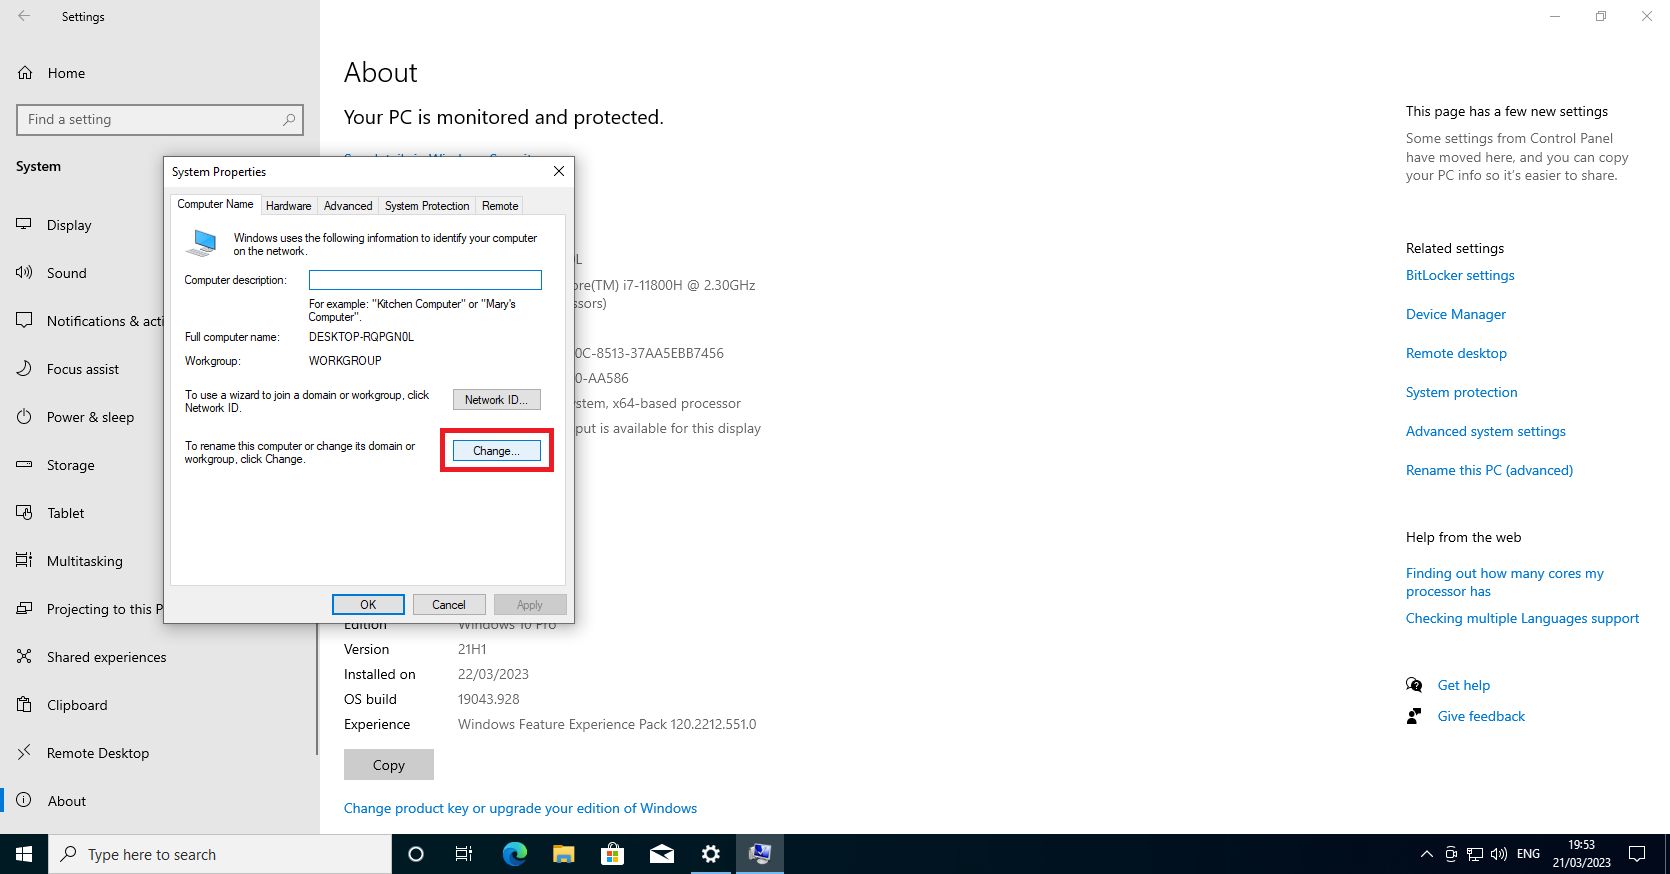 Settings
Home
Find a setting
System
Display
Sound
Notifications & acti
Focus assist
Power & sleep
Storage
Tablet
Multitasking
Projecting to this P
Shared experiences
Clipboard
Remote Desktop
About
About
Your PC is monitored and protected.
System Properties
Computer Name
Hardware
Advanced
System Protection
Remote
Windows uses the following information to identify your computer
on the network.
Computer description:
For example: "Kitchen Computer" or "Mary's
Computer".
Full computer name:
DESKTOP-RQPGN0L
Workgroup:
WORKGROUP
To use a wizard to join a domain or workgroup, click
Network ID.
Network ID...
To rename this computer or change its domain or
workgroup, click Change.
Change...
OK
Cancel
Apply
L
ore(TM) i7-11800H @ 2.30GHz
ssors)
0C-8513-37AA5EBB7456
0-AA586
stem, x64-based processor
put is available for this display
Edition
Windows 10 Pro
Version
21H1
Installed on
22/03/2023
OS build
19043.928
Experience
Windows Feature Experience Pack 120.2212.551.0
Copy
Change product key or upgrade your edition of Windows
This page has a few new settings
Some settings from Control Panel
have moved here, and you can copy
your PC info so it's easier to share.
Related settings
BitLocker settings
Device Manager
Remote desktop
System protection
Advanced system settings
Rename this PC (advanced)
Help from the web
Finding out how many cores my
processor has
Checking multiple Languages support
Get help
Give feedback
Type here to search
ENG
19:53
21/03/2023